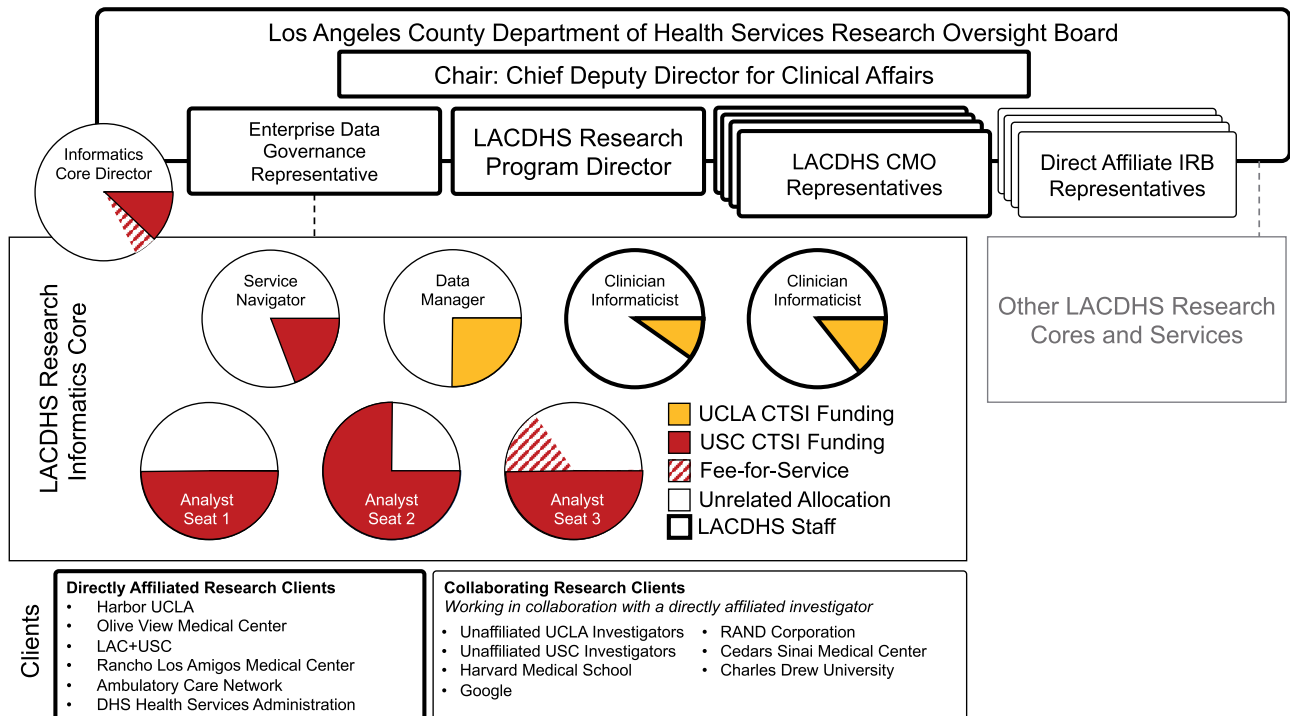 Los Angeles County Department of Health Services Research Oversight Board
Chair: Chief Deputy Director for Clinical Affairs
Informatics
Core Director
Enterprise Data
Governance
Representative
LACDHS Research
Program Director
LACDHS CMO
Representatives
Direct Affiliate IRB
Representatives
LACDHS Research
Informatics Core
Service
Navigator
Data
Manager
Clinician
Informaticist
Clinician
Informaticist
Other LACDHS Research
Cores and Services
Analyst
Seat 1
Analyst
Seat 2
Analyst
Seat 3
UCLA CTSI Funding
USC CTSI Funding
Fee-for-Service
Unrelated Allocation
LACDHS Staff
Clients
Directly Affiliated Research Clients
• Harbor UCLA
• Olive View Medical Center
• LAC+USC
• Rancho Los Amigos Medical Center
• Ambulatory Care Network
• DHS Health Services Administration
Collaborating Research Clients
Working in collaboration with a directly affiliated investigator
• Unaffiliated UCLA Investigators
• Unaffiliated USC Investigators
• Harvard Medical School
• Google
• RAND Corporation
• Cedars Sinai Medical Center
• Charles Drew University